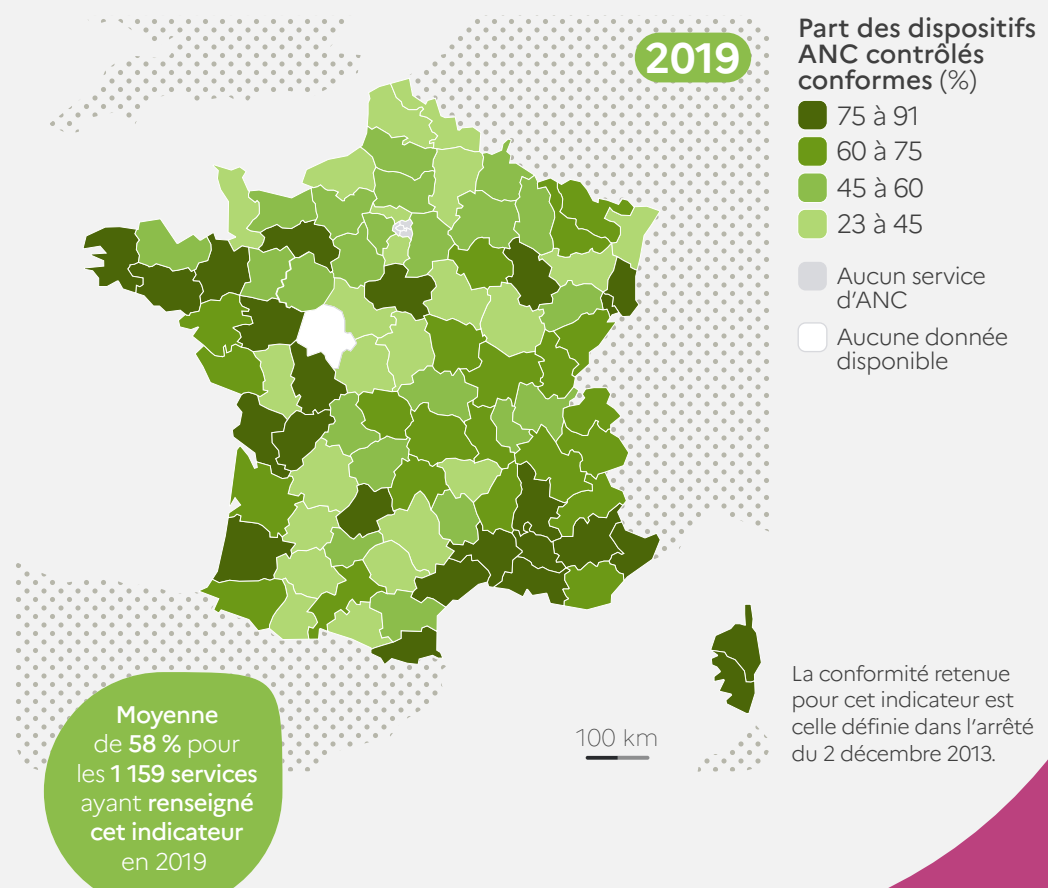 2019
Part des dispositifs
ANC contrôlés
conformes (%)
75 à 91
60 à 75
45 à 60
23 à 45
Aucun service
d'ANC
Aucune donnée
disponible
La conformité retenue
pour cet indicateur est
celle définie dans l'arrêté
du 2 décembre 2013.
100 km
Moyenne
de 58 % pour
les 1 159 services
ayant renseigné
cet indicateur
en 2019